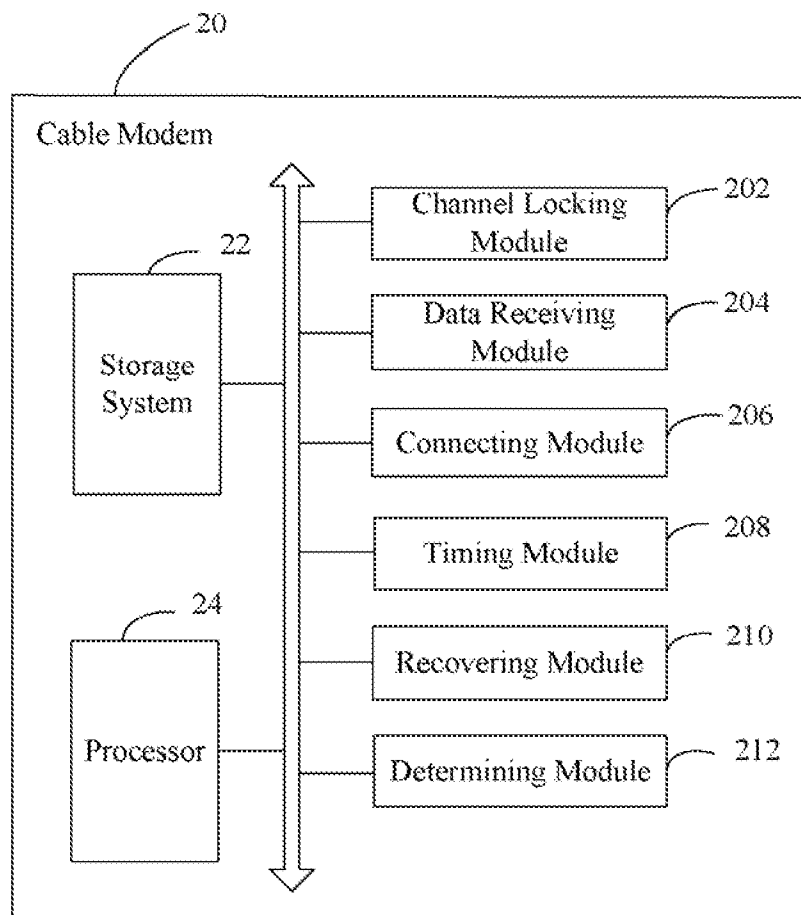 20
Cable Modem
22
Storage
System
24
Processor
Channel Locking
Module
202
Data Receiving
Module
204
Connecting Module
206
Timing Module
208
Recovering Module
210
Determining Module
212